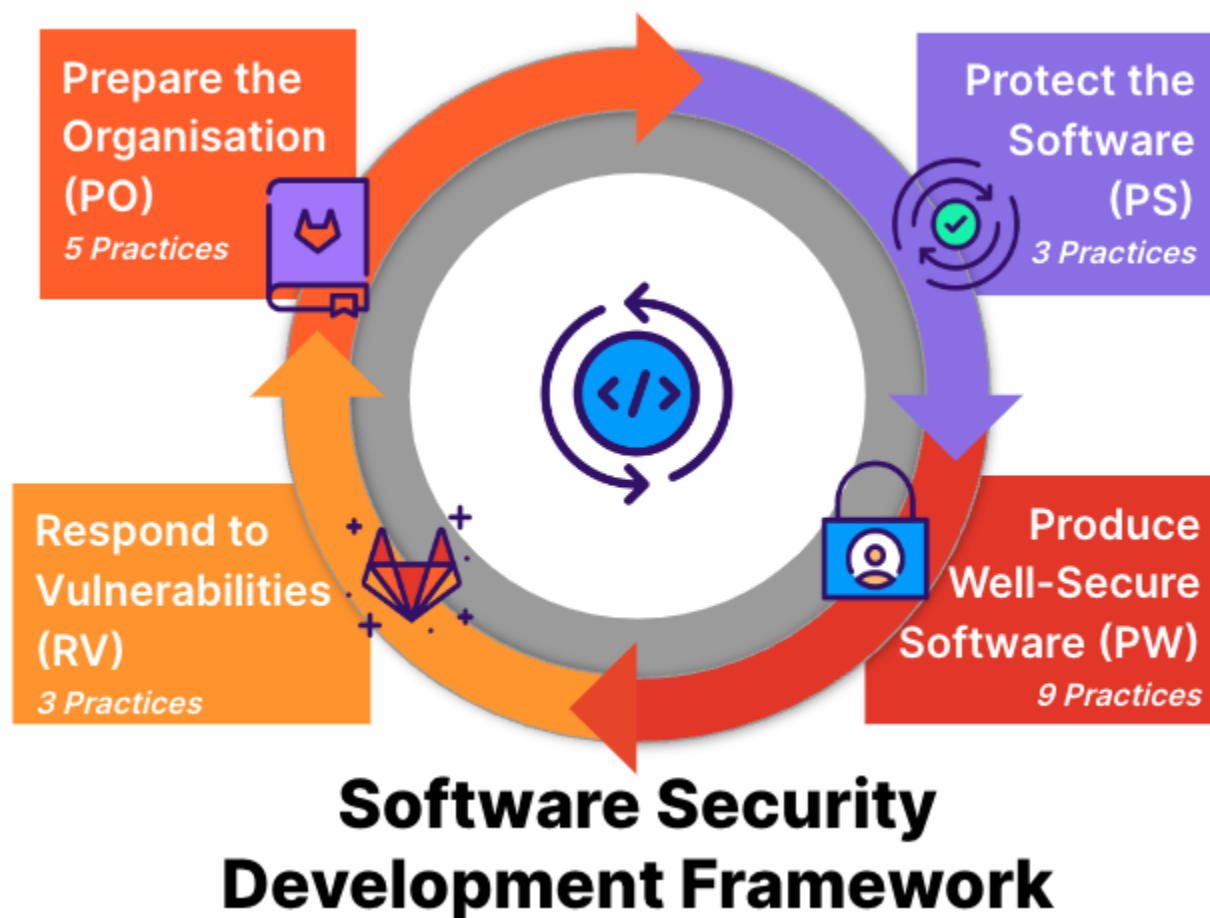 Prepare the
Organisation
(PO)
5 Practices
Protect the
Software
(PS)
3 Practices
</>
Respond to
Vulnerabilities
(RV)
3 Practices
Produce
Well-Secure
Software (PW)
9 Practices
Software Security
Development Framework